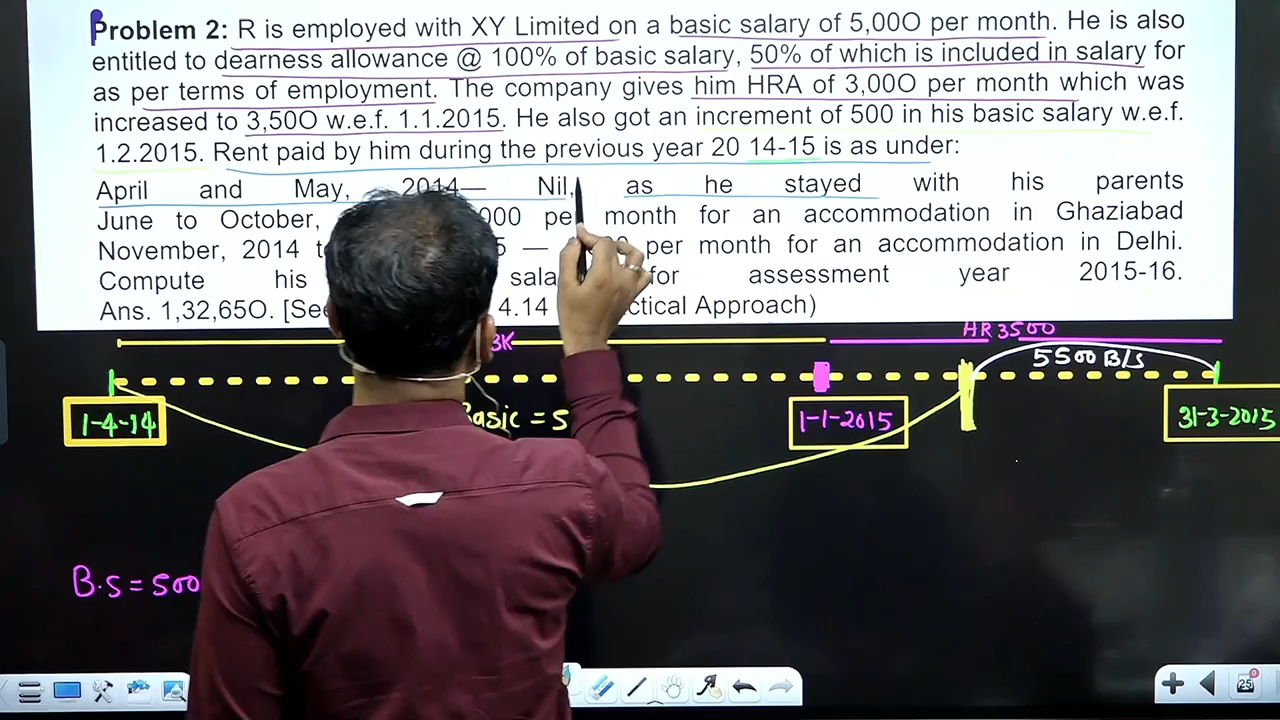 Problem 2: R is employed with XY Limited on a basic salary of 5,00O per month. He is also
entitled to dearness allowance @ 100% of basic salary, 50% of which is included in salary for
as per terms of employment. The company gives him HRA of 3,00O per month which was
increased to 3,50O w.e.f. 1.1.2015. He also got an increment of 500 in his basic salary w.e.f.
1.2.2015. Rent paid by him during the previous year 20 14-15 is as under:
April and May, 2014— Nil, as he stayed with his parents
June to October, 000 per month for an accommodation in Ghaziabad
November, 2014 5 — per month for an accommodation in Delhi.
Compute his for assessment year 2015-16.
Ans. 1,32,65O. 4.14 Approach)
3K HR 3500
5500 B/S
1-4-14 Basic = 5 1-1-2015 31-3-2015
B.S = 500
25